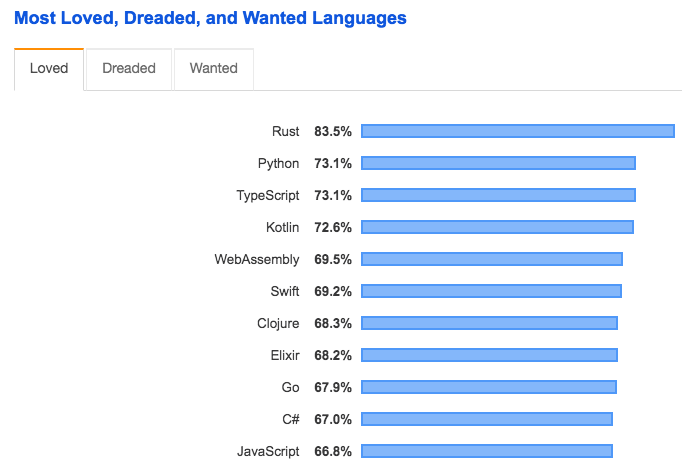 Most Loved, Dreaded, and Wanted Languages
Loved Dreaded Wanted
Rust 83.5%
Python 73.1%
TypeScript 73.1%
Kotlin 72.6%
WebAssembly 69.5%
Swift 69.2%
Clojure 68.3%
Elixir 68.2%
Go 67.9%
C# 67.0%
JavaScript 66.8%